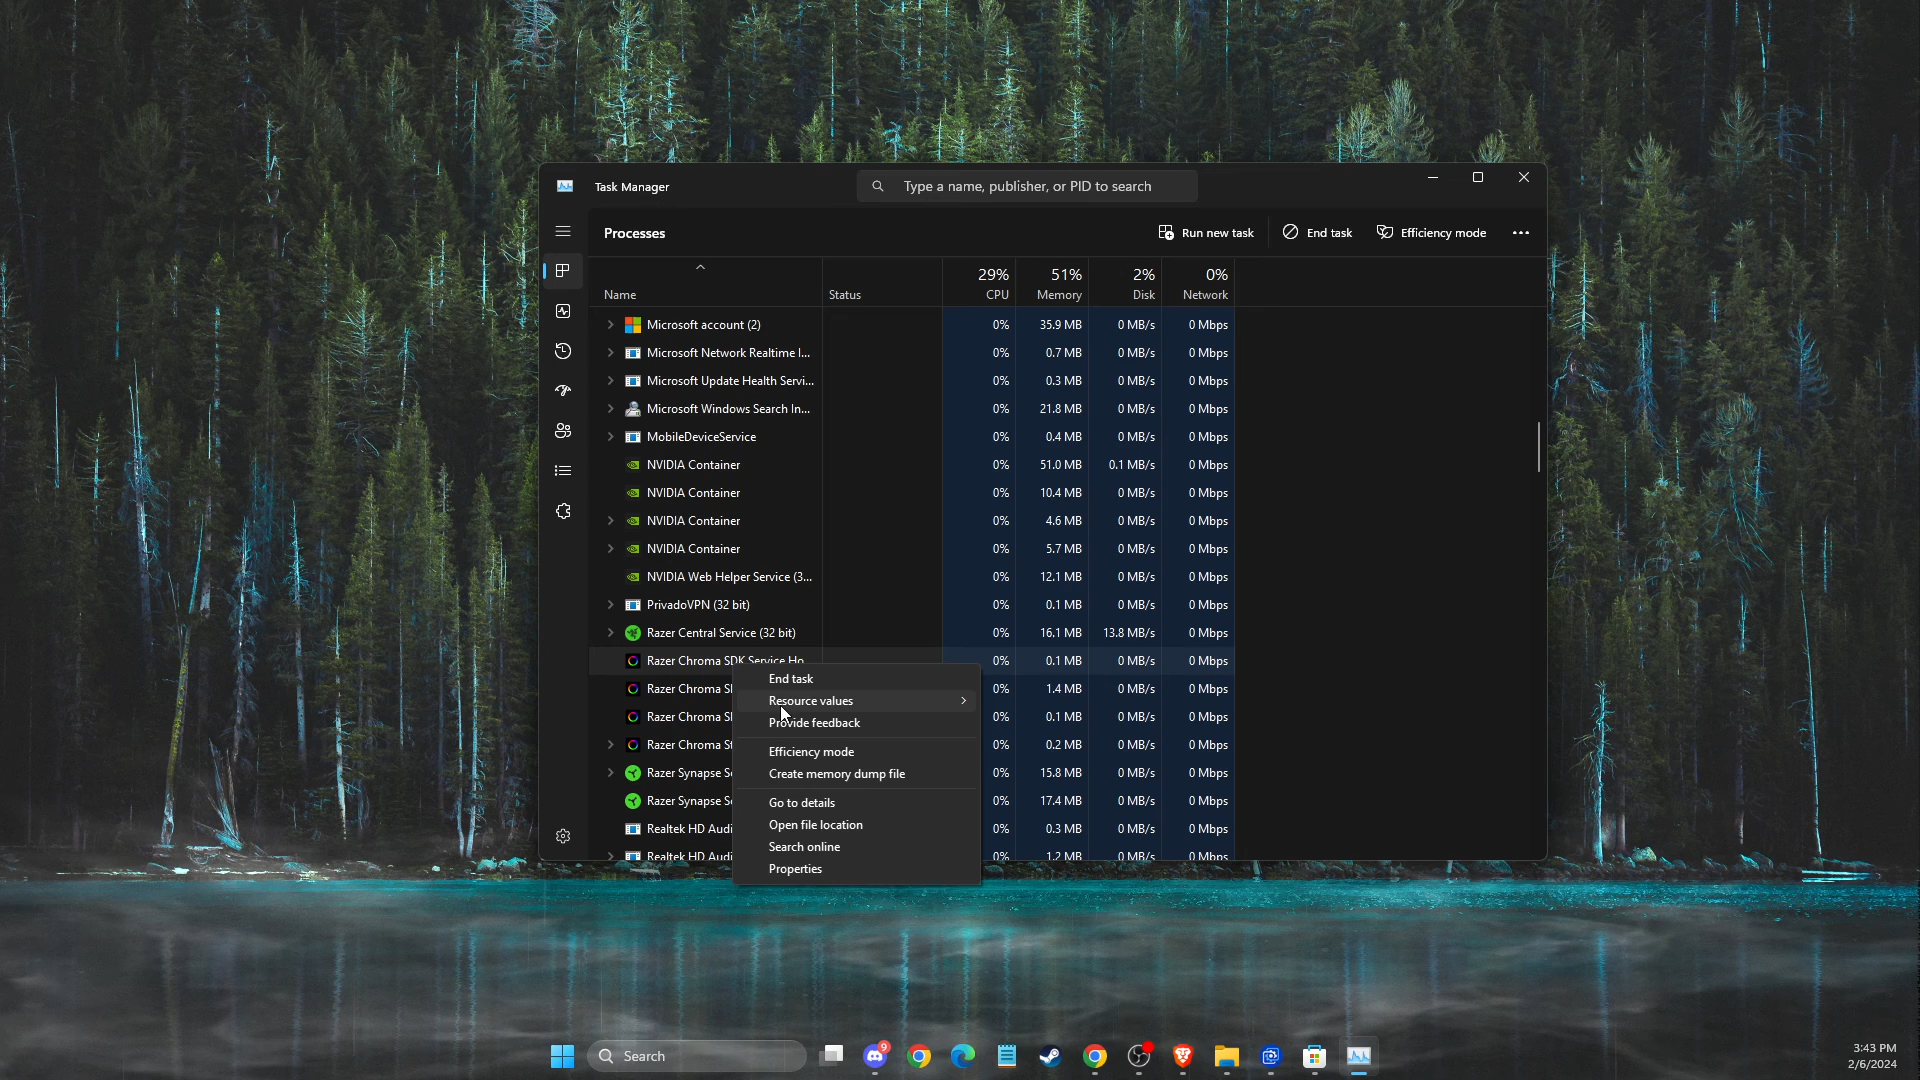 Task Manager
Type a name, publisher, or PID to search
Processes
Run new task
End task
Efficiency mode
29% 51% 2% 0%
Name Status CPU Memory Disk Network
Microsoft account (2) 0% 35.9 MB 0 MB/s 0 Mbps
Microsoft Network Realtime I... 0% 0.7 MB 0 MB/s 0 Mbps
Microsoft Update Health Servi... 0% 0.3 MB 0 MB/s 0 Mbps
Microsoft Windows Search In... 0% 21.8 MB 0 MB/s 0 Mbps
MobileDeviceService 0% 0.4 MB 0 MB/s 0 Mbps
NVIDIA Container 0% 51.0 MB 0.1 MB/s 0 Mbps
NVIDIA Container 0% 10.4 MB 0 MB/s 0 Mbps
NVIDIA Container 0% 4.6 MB 0 MB/s 0 Mbps
NVIDIA Container 0% 5.7 MB 0 MB/s 0 Mbps
NVIDIA Web Helper Service (3... 0% 12.1 MB 0 MB/s 0 Mbps
PrivadoVPN (32 bit) 0% 0.1 MB 0 MB/s 0 Mbps
Razer Central Service (32 bit) 0% 16.1 MB 13.8 MB/s 0 Mbps
Razer Chroma SDK Service Ho 0% 0.1 MB 0 MB/s 0 Mbps
Razer Chroma 0% 1.4 MB 0 MB/s 0 Mbps
Razer Chroma 0% 0.1 MB 0 MB/s 0 Mbps
Razer Chroma 0% 0.2 MB 0 MB/s 0 Mbps
Razer Synapse 0% 15.8 MB 0 MB/s 0 Mbps
Razer Synapse 0% 17.4 MB 0 MB/s 0 Mbps
Realtek HD Audi 0% 0.3 MB 0 MB/s 0 Mbps
Realtek HD Audi 0% 1.2 MB 0 MB/s 0 Mbps
End task
Resource values
Provide feedback
Efficiency mode
Create memory dump file
Go to details
Open file location
Search online
Properties
Search
9
3:43 PM
2/6/2024